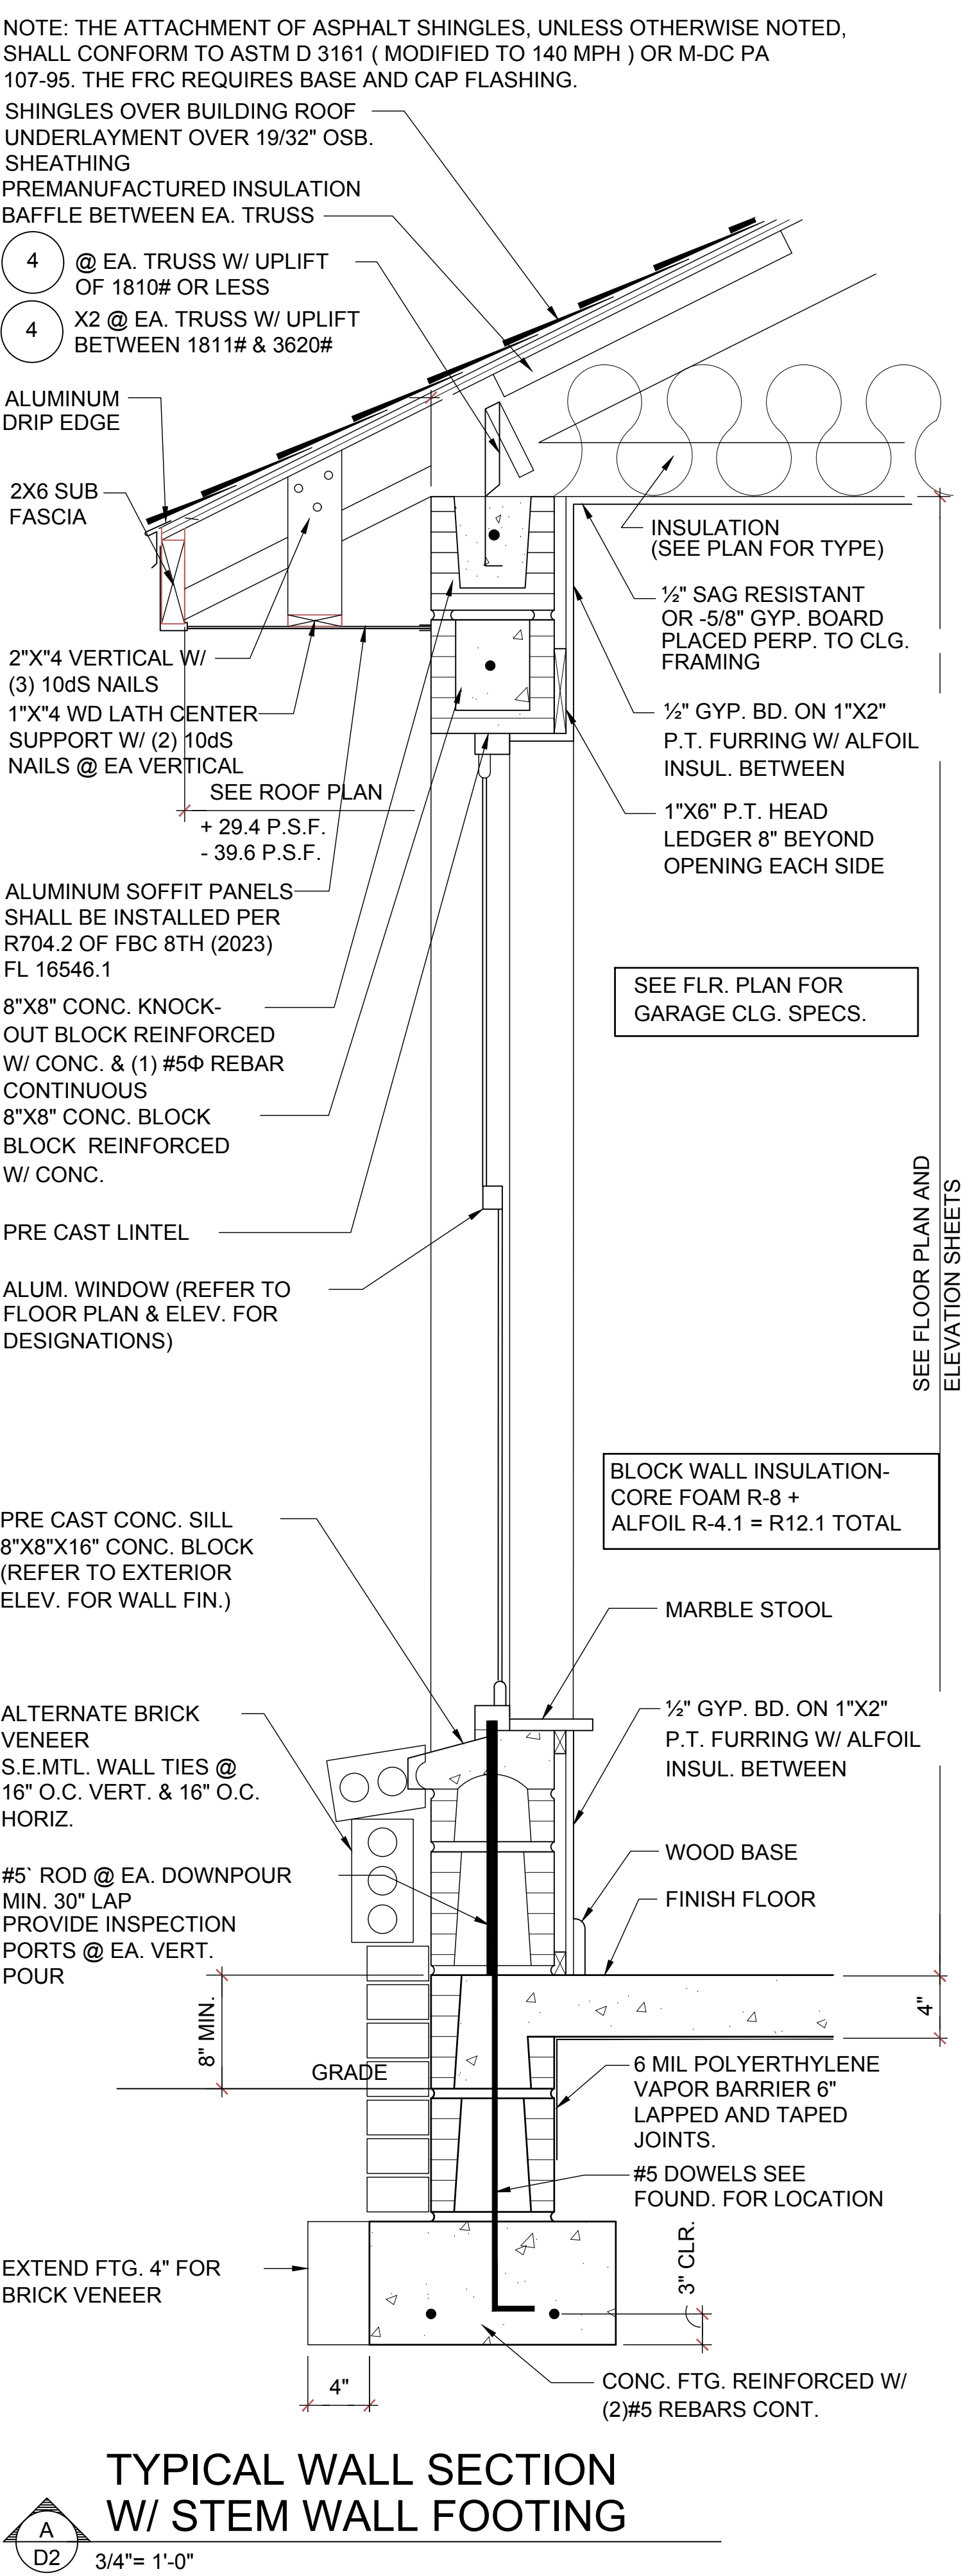 NOTE: THE ATTACHMENT OF ASPHALT SHINGLES, UNLESS OTHERWISE NOTED,
SHALL CONFORM TO ASTM D 3161 ( MODIFIED TO 140 MPH ) OR M-DC PA
107-95. THE FRC REQUIRES BASE AND CAP FLASHING.
SHINGLES OVER BUILDING ROOF
UNDERLAYMENT OVER 19/32" OSB.
SHEATHING
PREMANUFACTURED INSULATION
BAFFLE BETWEEN EA. TRUSS
4
@ EA. TRUSS W/ UPLIFT
OF 1810# OR LESS
4
X2 @ EA. TRUSS W/ UPLIFT
BETWEEN 1811# & 3620#
ALUMINUM
DRIP EDGE
2X6 SUB
FASCIA
INSULATION
(SEE PLAN FOR TYPE)
½" SAG RESISTANT
OR -5/8" GYP. BOARD
PLACED PERP. TO CLG.
FRAMING
2"X"4 VERTICAL W/
(3) 10dS NAILS
1"X"4 WD LATH CENTER
SUPPORT W/ (2) 10dS
NAILS @ EA VERTICAL
½" GYP. BD. ON 1"X2"
P.T. FURRING W/ ALFOIL
INSUL. BETWEEN
SEE ROOF PLAN
+ 29.4 P.S.F.
- 39.6 P.S.F.
1"X6" P.T. HEAD
LEDGER 8" BEYOND
OPENING EACH SIDE
ALUMINUM SOFFIT PANELS
SHALL BE INSTALLED PER
R704.2 OF FBC 8TH (2023)
FL 16546.1
SEE FLR. PLAN FOR
GARAGE CLG. SPECS.
8"X8" CONC. KNOCK-
OUT BLOCK REINFORCED
W/ CONC. & (1) #5Φ REBAR
CONTINUOUS
8"X8" CONC. BLOCK
BLOCK REINFORCED
W/ CONC.
PRE CAST LINTEL
ALUM. WINDOW (REFER TO
FLOOR PLAN & ELEV. FOR
DESIGNATIONS)
SEE FLOOR PLAN AND
ELEVATION SHEETS
BLOCK WALL INSULATION-
CORE FOAM R-8 +
ALFOIL R-4.1 = R12.1 TOTAL
PRE CAST CONC. SILL
8"X8"X16" CONC. BLOCK
(REFER TO EXTERIOR
ELEV. FOR WALL FIN.)
MARBLE STOOL
ALTERNATE BRICK
VENEER
S.E.MTL. WALL TIES @
16" O.C. VERT. & 16" O.C.
HORIZ.
½" GYP. BD. ON 1"X2"
P.T. FURRING W/ ALFOIL
INSUL. BETWEEN
WOOD BASE
#5` ROD @ EA. DOWNPOUR
MIN. 30" LAP
PROVIDE INSPECTION
PORTS @ EA. VERT.
POUR
FINISH FLOOR
8" MIN.
4"
GRADE
6 MIL POLYERTHYLENE
VAPOR BARRIER 6"
LAPPED AND TAPED
JOINTS.
#5 DOWELS SEE
FOUND. FOR LOCATION
EXTEND FTG. 4" FOR
BRICK VENEER
3" CLR.
4"
CONC. FTG. REINFORCED W/
(2)#5 REBARS CONT.
TYPICAL WALL SECTION
W/ STEM WALL FOOTING
A
D2
3/4"= 1'-0"